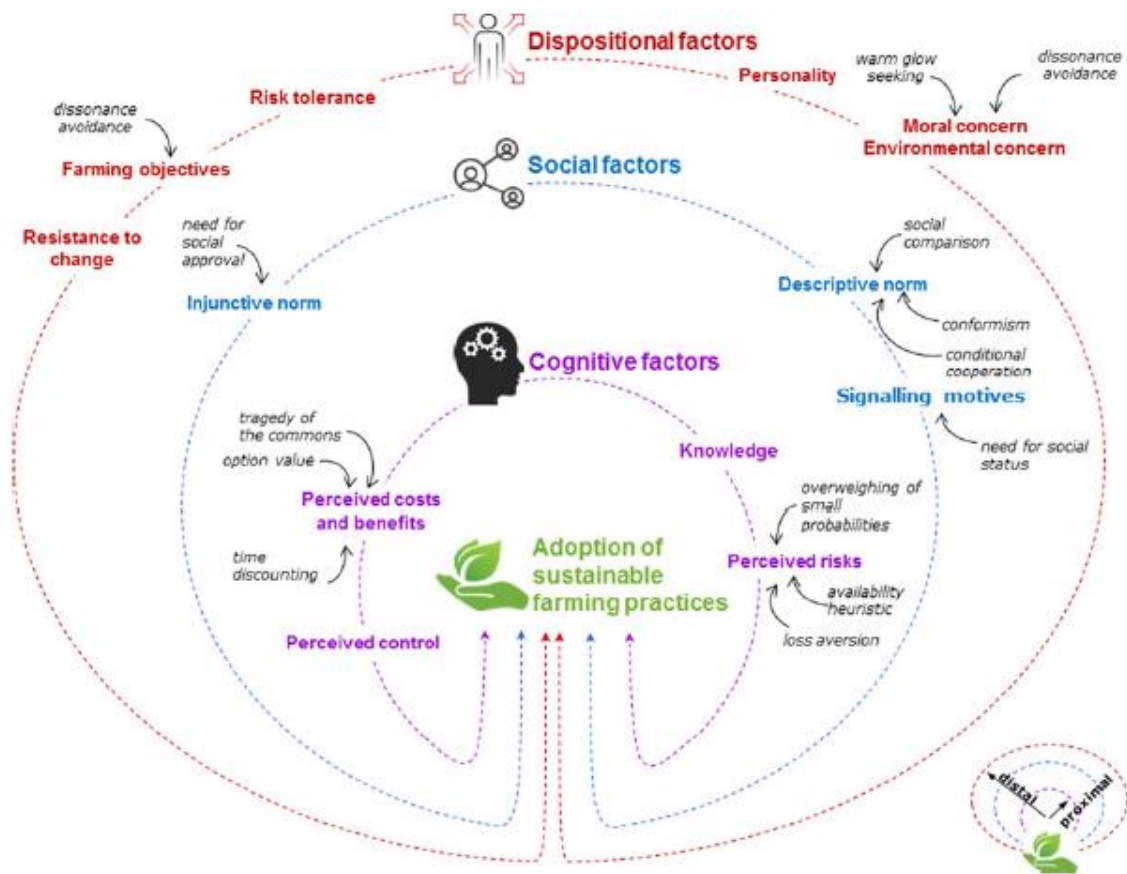 Dispositional factors
Personality
warm glow
seeking
dissonance
avoidance
Moral concern
Environmental concern
Risk tolerance
dissonance
avoidance
Farming objectives
Resistance to
change
Social factors
need for
social
approval
Injunctive norm
social
comparison
Descriptive norm
conformism
conditional
cooperation
Signalling motives
need for social
status
Cognitive factors
tragedy of
the commons
option value
Perceived costs
and benefits
time
discounting
Perceived control
Knowledge
overweighing of
small
probabilities
Perceived risks
availability
heuristic
loss aversion
Adoption of
sustainable
farming practices
distal
proximal